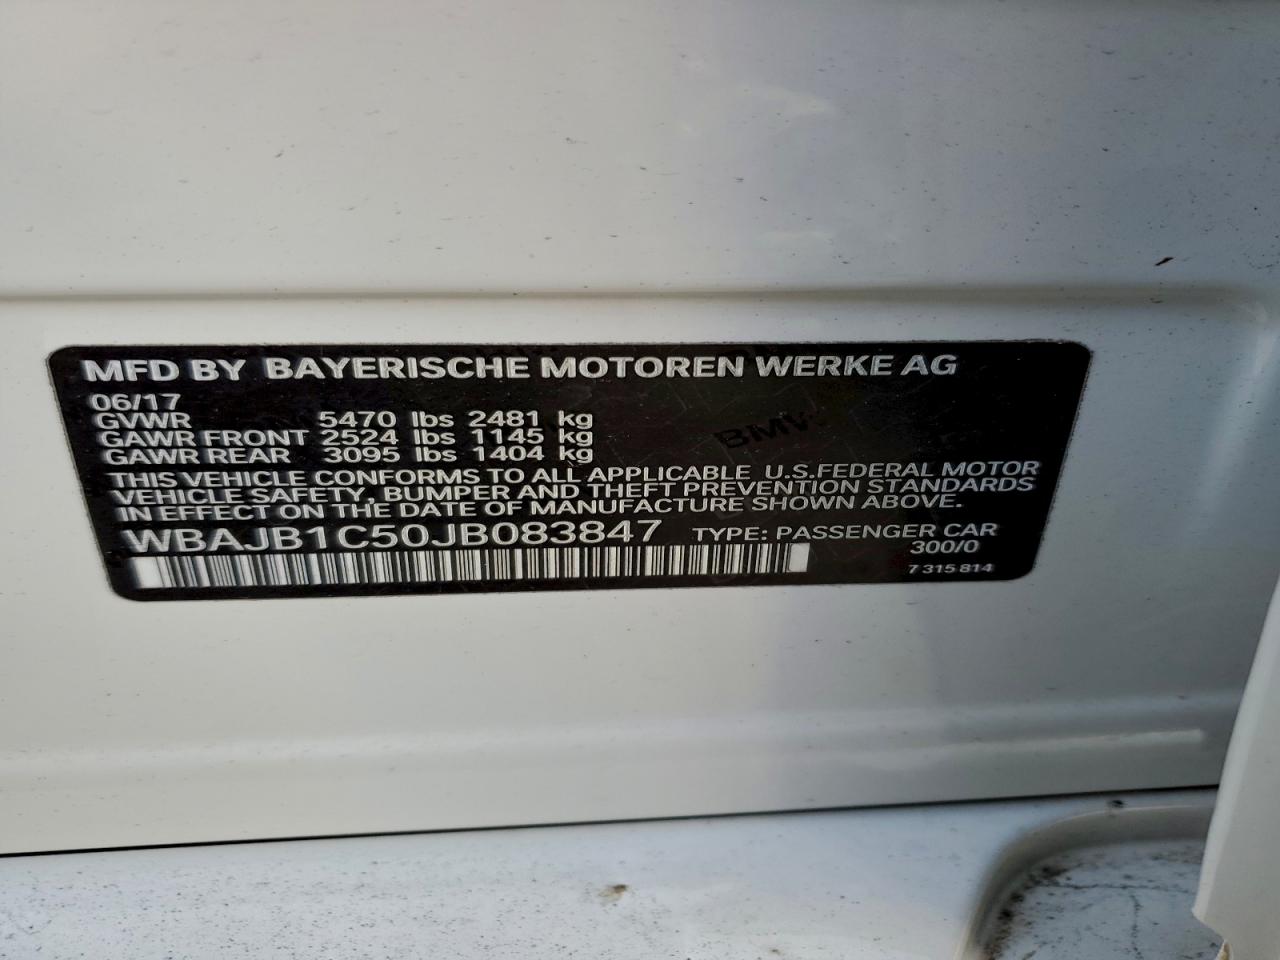 MFD BY BAYERISCHE MOTOREN WERKE AG
06/17
GVWR 5470 lbs 2481 kg
GAWR FRONT 2524 lbs 1145 kg
GAWR REAR 3095 lbs 1404 kg
BMW
THIS VEHICLE CONFORMS TO ALL APPLICABLE U.S.FEDERAL MOTOR
VEHICLE SAFETY, BUMPER AND THEFT PREVENTION STANDARDS
IN EFFECT ON THE DATE OF MANUFACTURE SHOWN ABOVE.
WBAJB1C50JB083847 TYPE: PASSENGER CAR
300/0
7 315 814